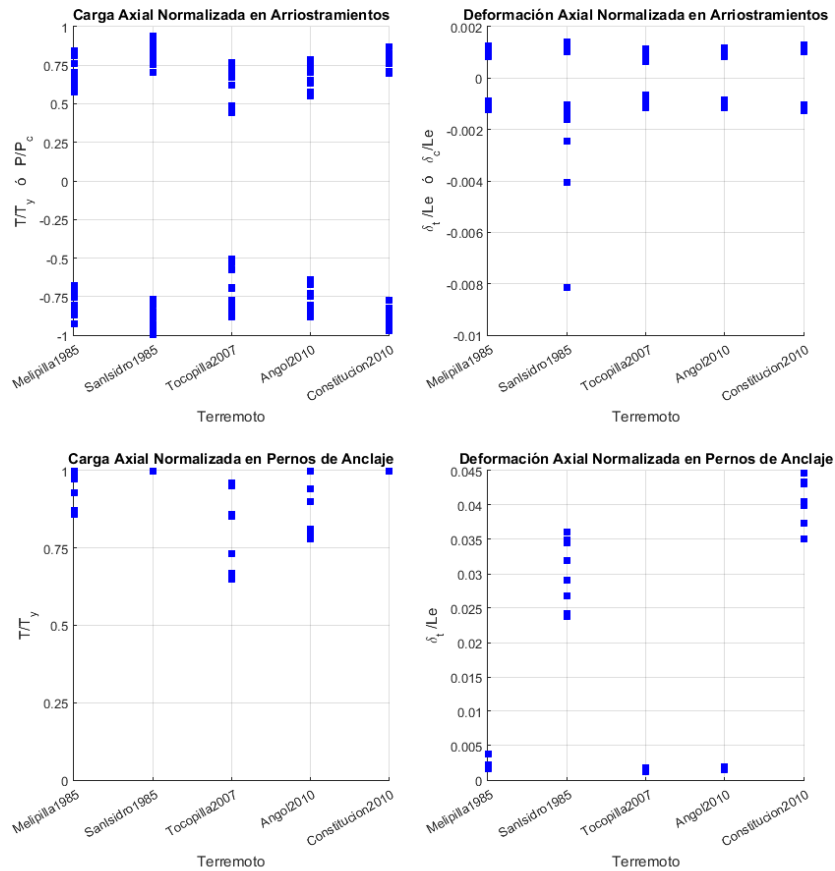 Carga Axial Normalizada en Arriostramientos
1
0.75
0.5
0.25
0
-0.25
-0.5
-0.75
-1
T/Ty ó P/Pc
Melipilla1985
SanIsidro1985
Tocopilla2007
Angol2010
Constitucion2010
Terremoto
Deformación Axial Normalizada en Arriostramientos
0.002
0
-0.002
-0.004
-0.006
-0.008
-0.01
δt/Le ó δc/Le
Melipilla1985
SanIsidro1985
Tocopilla2007
Angol2010
Constitucion2010
Terremoto
Carga Axial Normalizada en Pernos de Anclaje
1
0.75
0.5
0.25
0
T/Ty
Melipilla1985
SanIsidro1985
Tocopilla2007
Angol2010
Constitucion2010
Terremoto
Deformación Axial Normalizada en Pernos de Anclaje
0.045
0.04
0.035
0.03
0.025
0.02
0.015
0.01
0.005
0
δt/Le
Melipilla1985
SanIsidro1985
Tocopilla2007
Angol2010
Constitucion2010
Terremoto